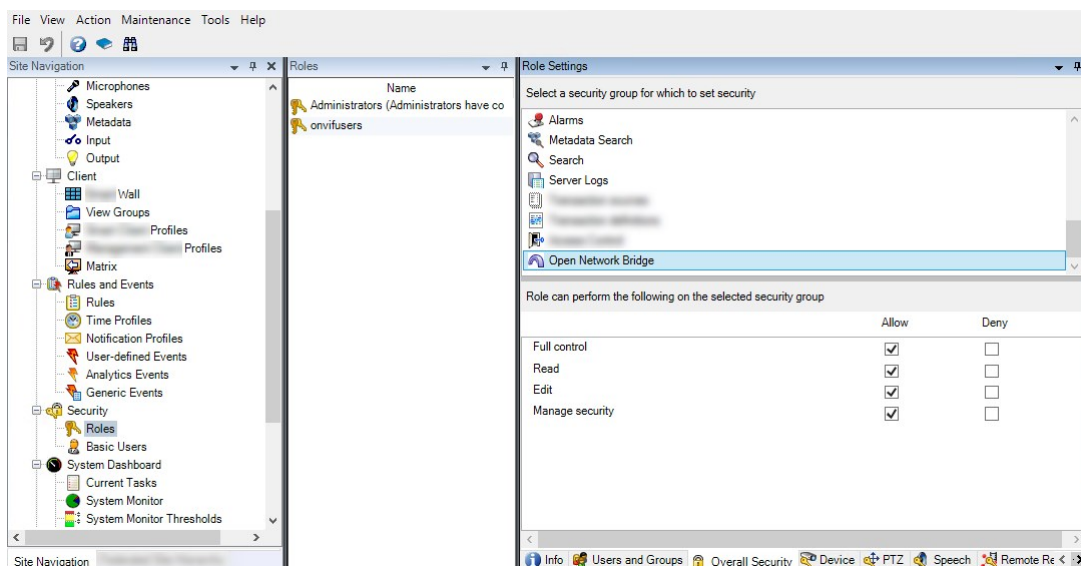 File View Action Maintenance Tools Help
Site Navigation
Microphones
Speakers
Metadata
Input
Output
Client
Wall
View Groups
Profiles
Profiles
Matrix
Rules and Events
Rules
Time Profiles
Notification Profiles
User-defined Events
Analytics Events
Generic Events
Security
Roles
Basic Users
System Dashboard
Current Tasks
System Monitor
System Monitor Thresholds
Site Navigation
Roles
Name
Administrators (Administrators have co
onvifusers
Role Settings
Select a security group for which to set security
Alarms
Metadata Search
Search
Server Logs
Open Network Bridge
Role can perform the following on the selected security group
Allow Deny
Full control
Read
Edit
Manage security
Info Users and Groups Overall Security Device PTZ Speech Remote Re